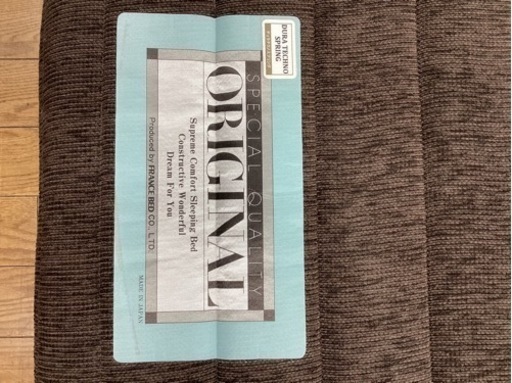 DURA TECHNO
SPRING
SPECIAL QUALITY
ORIGINAL
Supreme Comfort Sleeping Bed
Constructive Wonderful
Dream For You
Produced by FRANCE BED CO., LTD.
MADE IN JAPAN